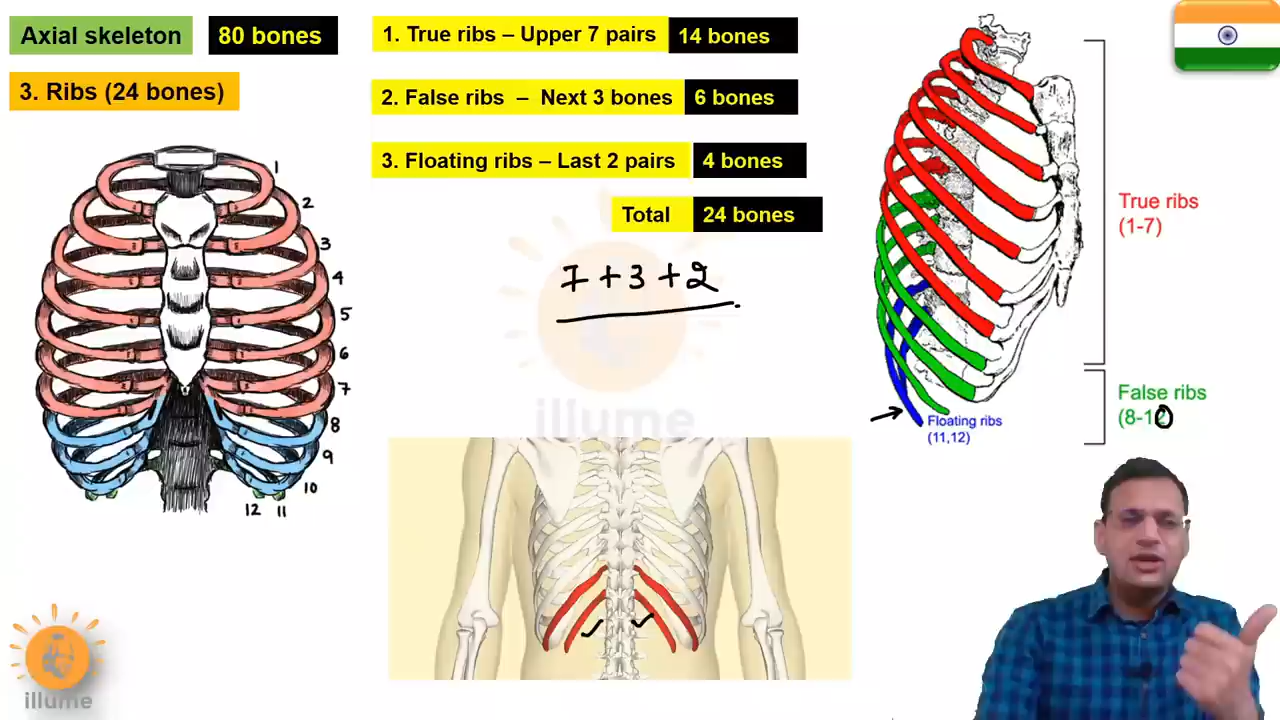 Axial skeleton 80 bones
3. Ribs (24 bones)
1. True ribs – Upper 7 pairs 14 bones
2. False ribs – Next 3 bones 6 bones
3. Floating ribs – Last 2 pairs 4 bones
Total 24 bones
7 + 3 + 2
illume
1
2
3
4
5
6
7
8
9
10
12 11
True ribs
(1-7)
False ribs
(8-10
Floating ribs
(11,12)
illume